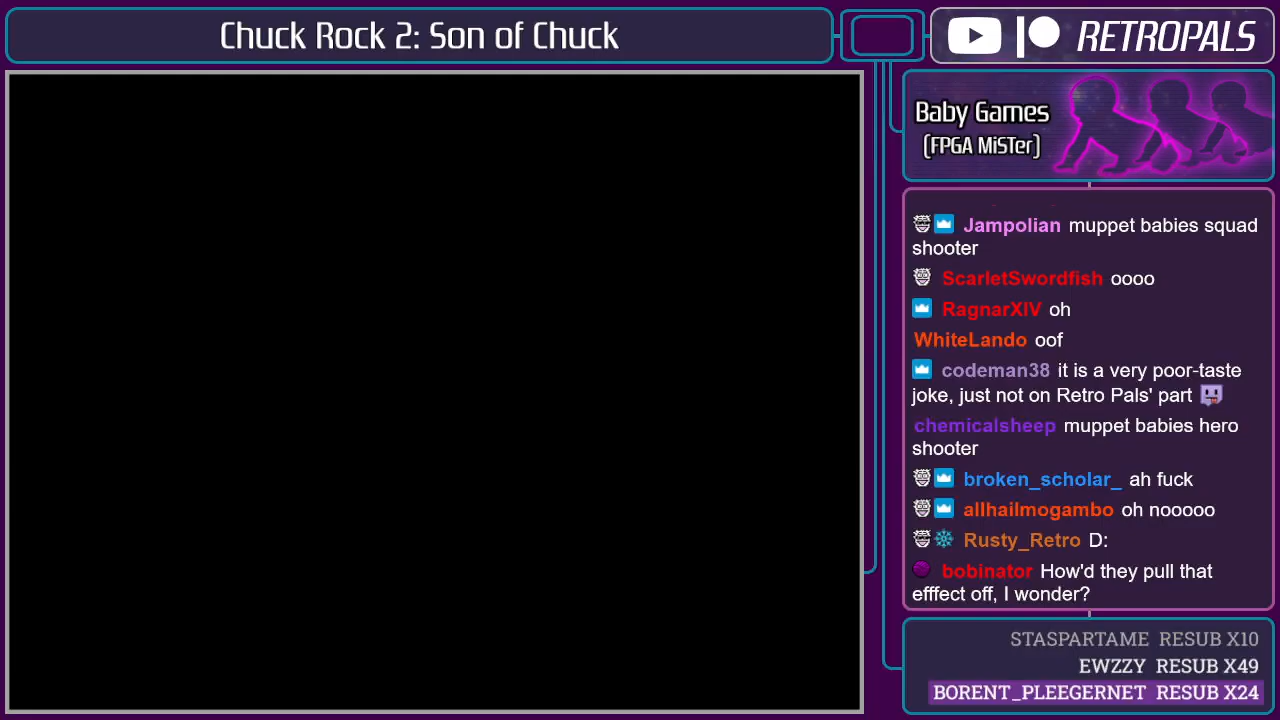 Chuck Rock 2: Son of Chuck
RETROPALS
Baby Games
(FPGA MiSTer)
Jampolian muppet babies squad
shooter
ScarletSwordfish oooo
RagnarXIV oh
WhiteLando oof
codeman38 it is a very poor-taste
joke, just not on Retro Pals' part
chemicalsheep muppet babies hero
shooter
broken_scholar_ ah fuck
allhailmogambo oh nooooo
Rusty_Retro D:
bobinator How'd they pull that
efffect off, I wonder?
STASPARTAME RESUB X10
EWZZY RESUB X49
BORENT_PLEEGERNET RESUB X24